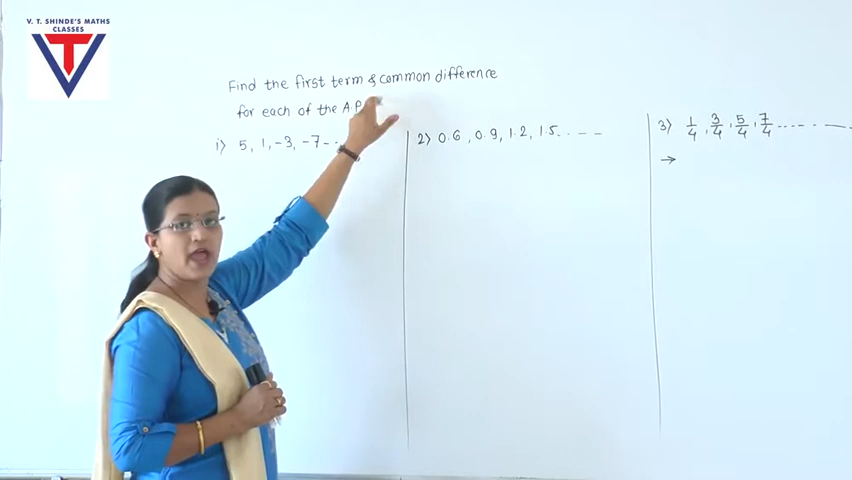 V. T. SHINDE'S MATHS
CLASSES
Find the first term & common difference
for each of the A.P
i) 5, 1, -3, -7 - - 
2) 0.6 , 0.9, 1.2, 1.5. - - - -
3) 1/4 , 3/4 , 5/4 , 7/4 ---- - - - —
→